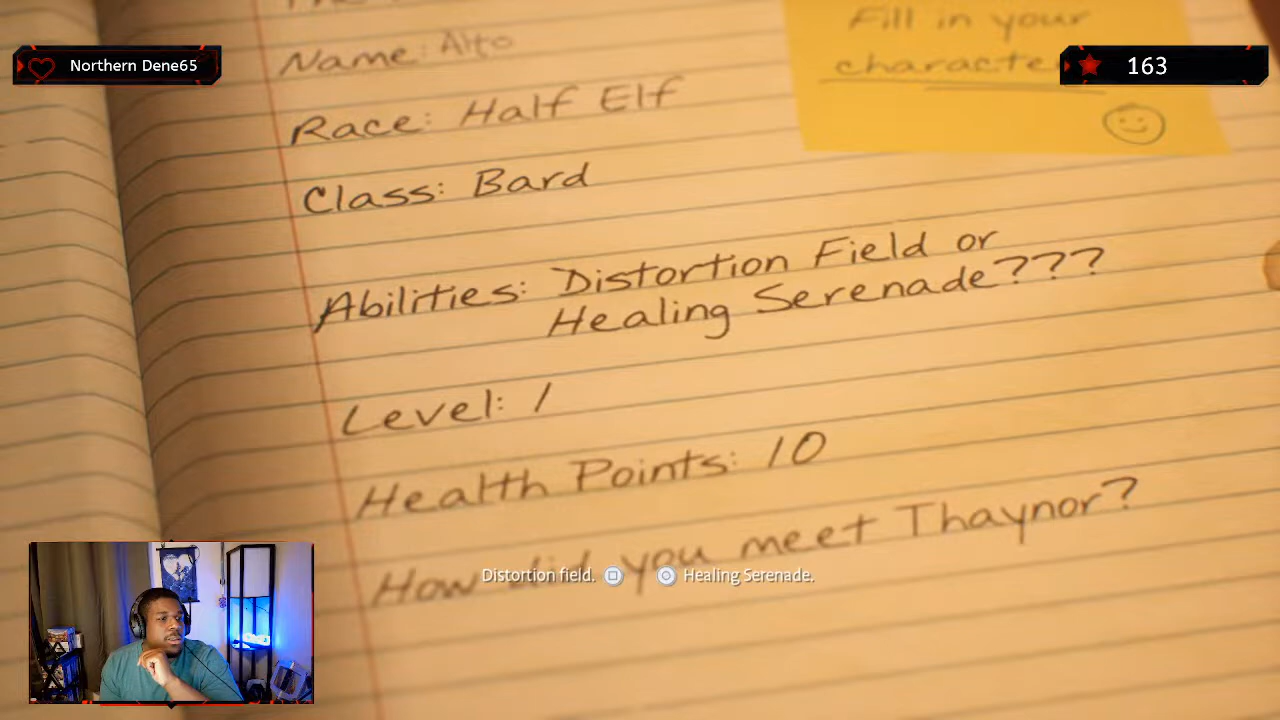 Northern Dene65
163
Fill in your
Name: Alto
Race: Half Elf
Class: Bard
Abilities: Distortion Field or
Healing Serenade???
Level: 1
Health Points: 10
How did you meet Thaynor?
Distortion field. Healing Serenade.